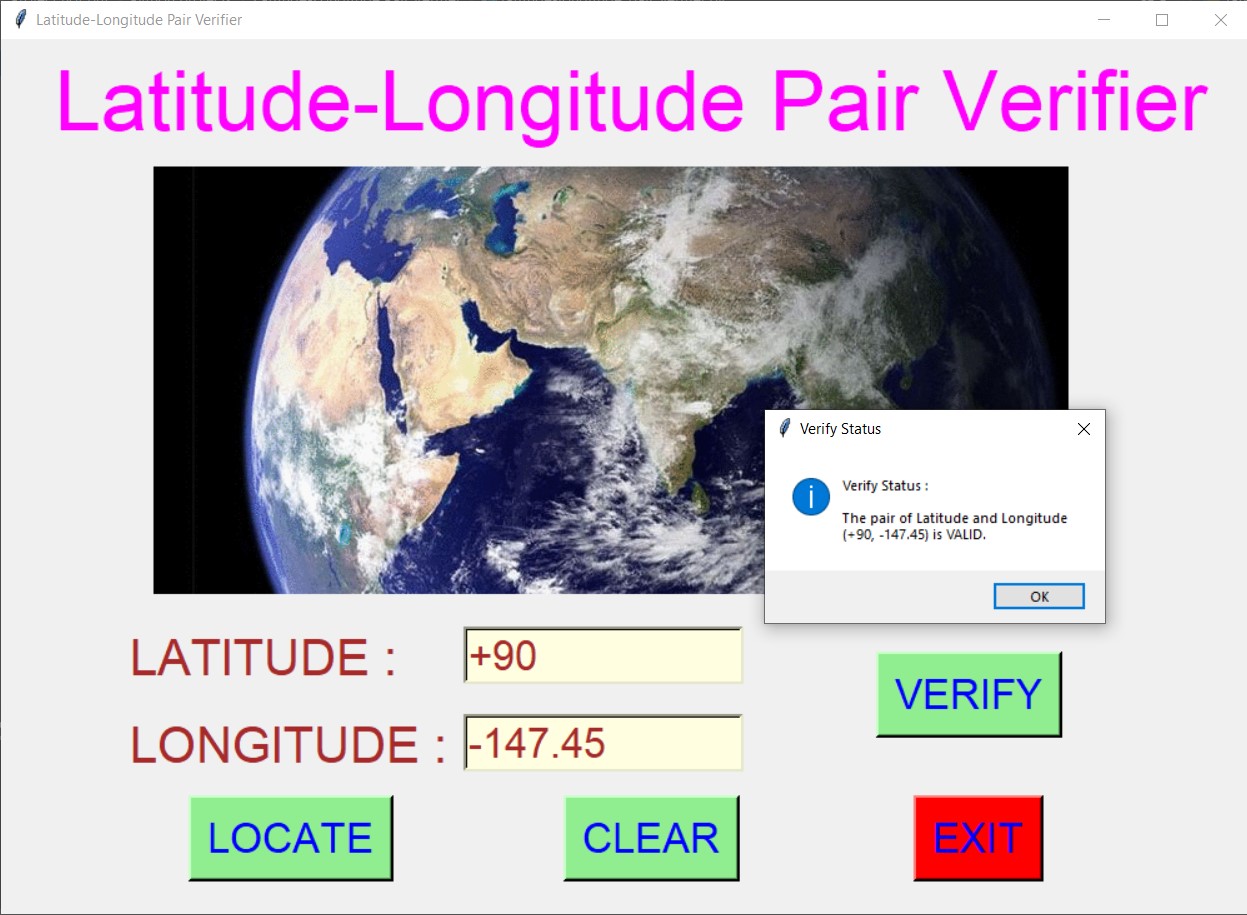 Latitude-Longitude Pair Verifier
Latitude-Longitude Pair Verifier
Verify Status
Verify Status :
The pair of Latitude and Longitude
(+90, -147.45) is VALID.
OK
LATITUDE :
+90
VERIFY
LONGITUDE :
-147.45
LOCATE
CLEAR
EXIT